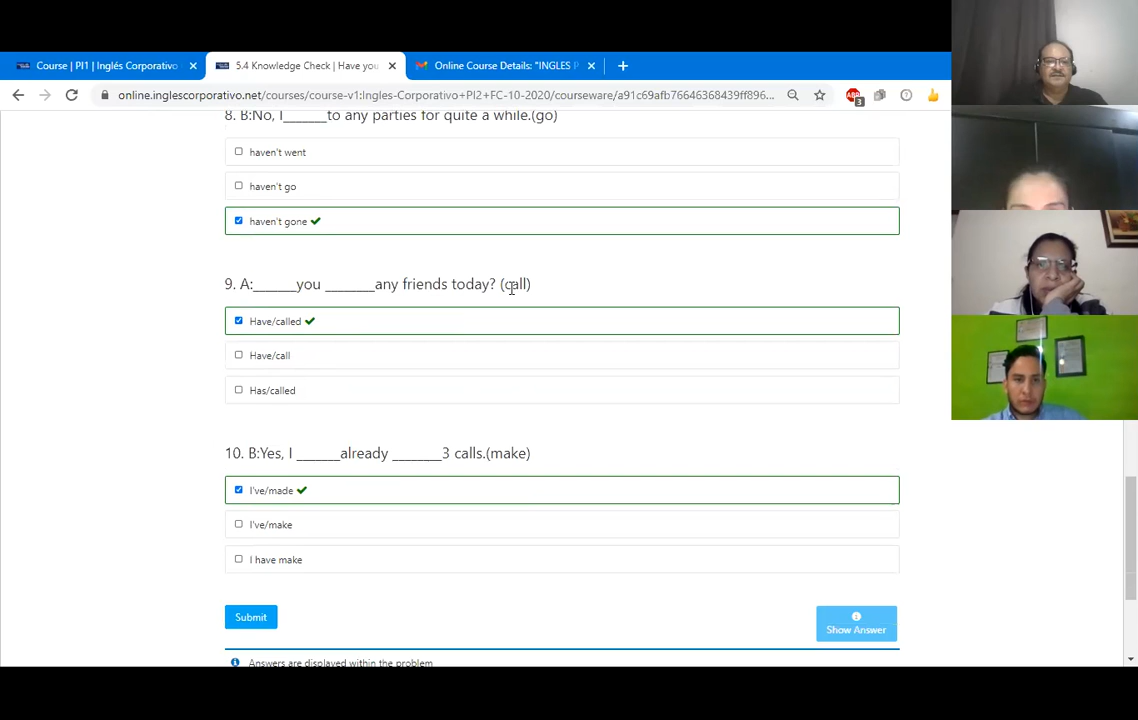 Course | PI1 | Inglés Corporativo
5.4 Knowledge Check | Have you
Online Course Details: "INGLES P
online.inglescorporativo.net/courses/course-v1:Ingles-Corporativo+PI2+FC-10-2020/courseware/a91c69afb76646368439ff896...
8. B:No, I______to any parties for quite a while.(go)
haven't went
haven't go
haven't gone
9. A:______you _______any friends today? (call)
Have/called
Have/call
Has/called
10. B:Yes, I ______already _______3 calls.(make)
I've/made
I've/make
I have make
Submit
Show Answer
Answers are displayed within the problem